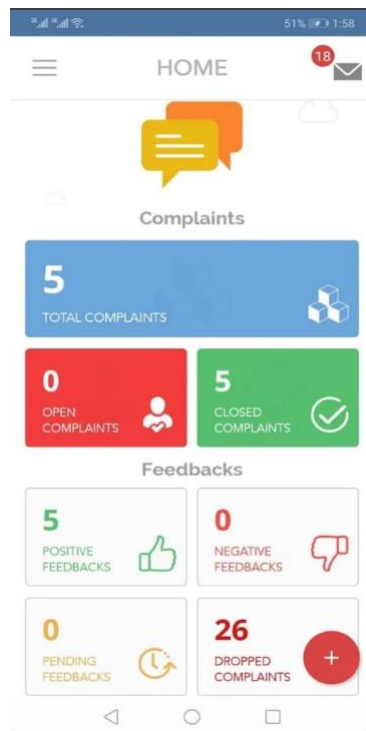 51% 1:58
HOME
18
Complaints
5
TOTAL COMPLAINTS
0
OPEN
COMPLAINTS
5
CLOSED
COMPLAINTS
Feedbacks
5
POSITIVE
FEEDBACKS
0
NEGATIVE
FEEDBACKS
0
PENDING
FEEDBACKS
26
DROPPED
COMPLAINTS
+